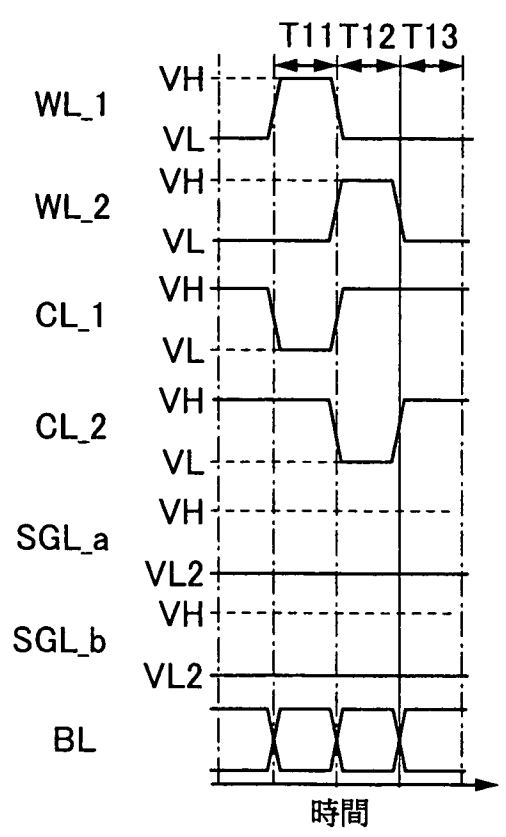 T11 T12 T13
WL_1 VH
VL
WL_2 VH
VL
CL_1 VH
VL
CL_2 VH
VL
SGL_a VH
VL2
SGL_b VH
VL2
BL
時間